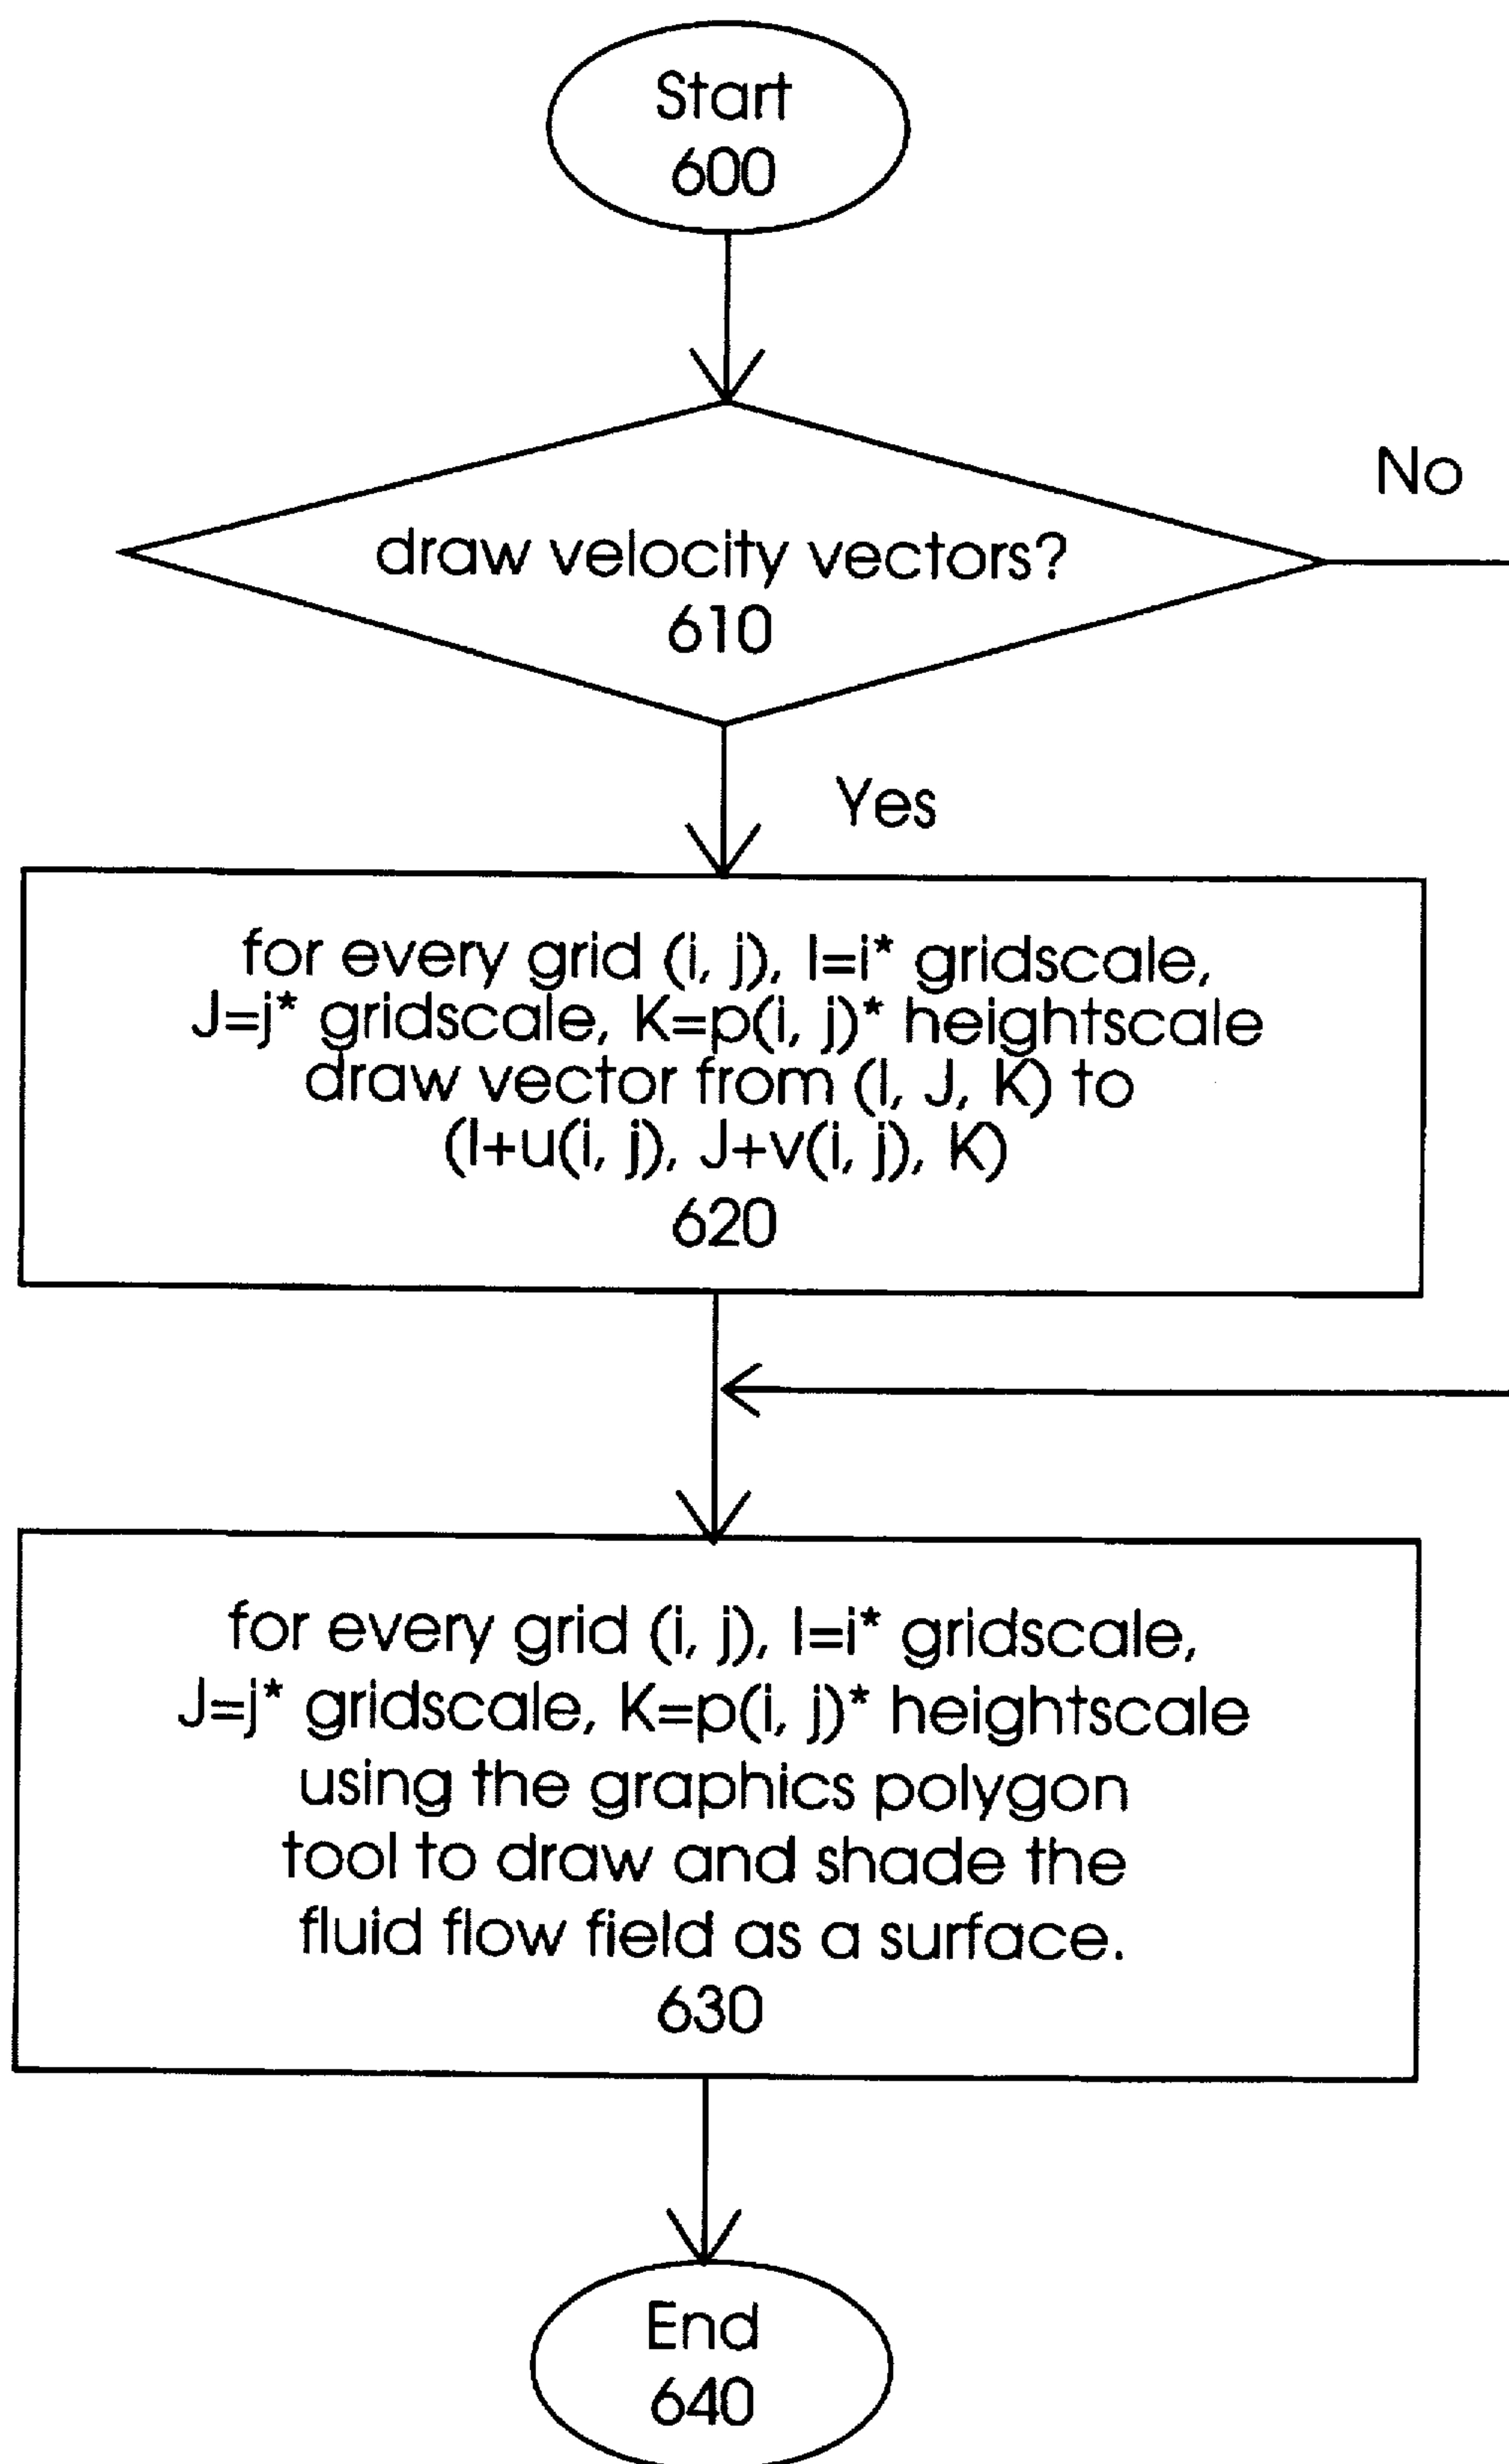 Start
600
draw velocity vectors?
610
No
Yes
for every grid (i, j), I=i* gridscale,
J=j* gridscale, K=p(i, j)* heightscale
draw vector from (I, J, K) to
(I+u(i, j), J+v(i, j), K)
620
for every grid (i, j), I=i* gridscale,
J=j* gridscale, K=p(i, j)* heightscale
using the graphics polygon
tool to draw and shade the
fluid flow field as a surface.
630
End
640